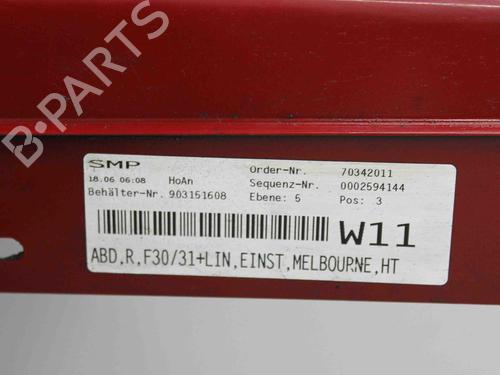 B-PARTS
SMP
Order-Nr. 70342011
18.06 06:08 HoAn Sequenz-Nr. 0002594144
Behälter-Nr. 903151608 Ebene: 5 Pos: 3
W11
ABD,R,F30/31+LIN,EINST,MELBOURNE,HT